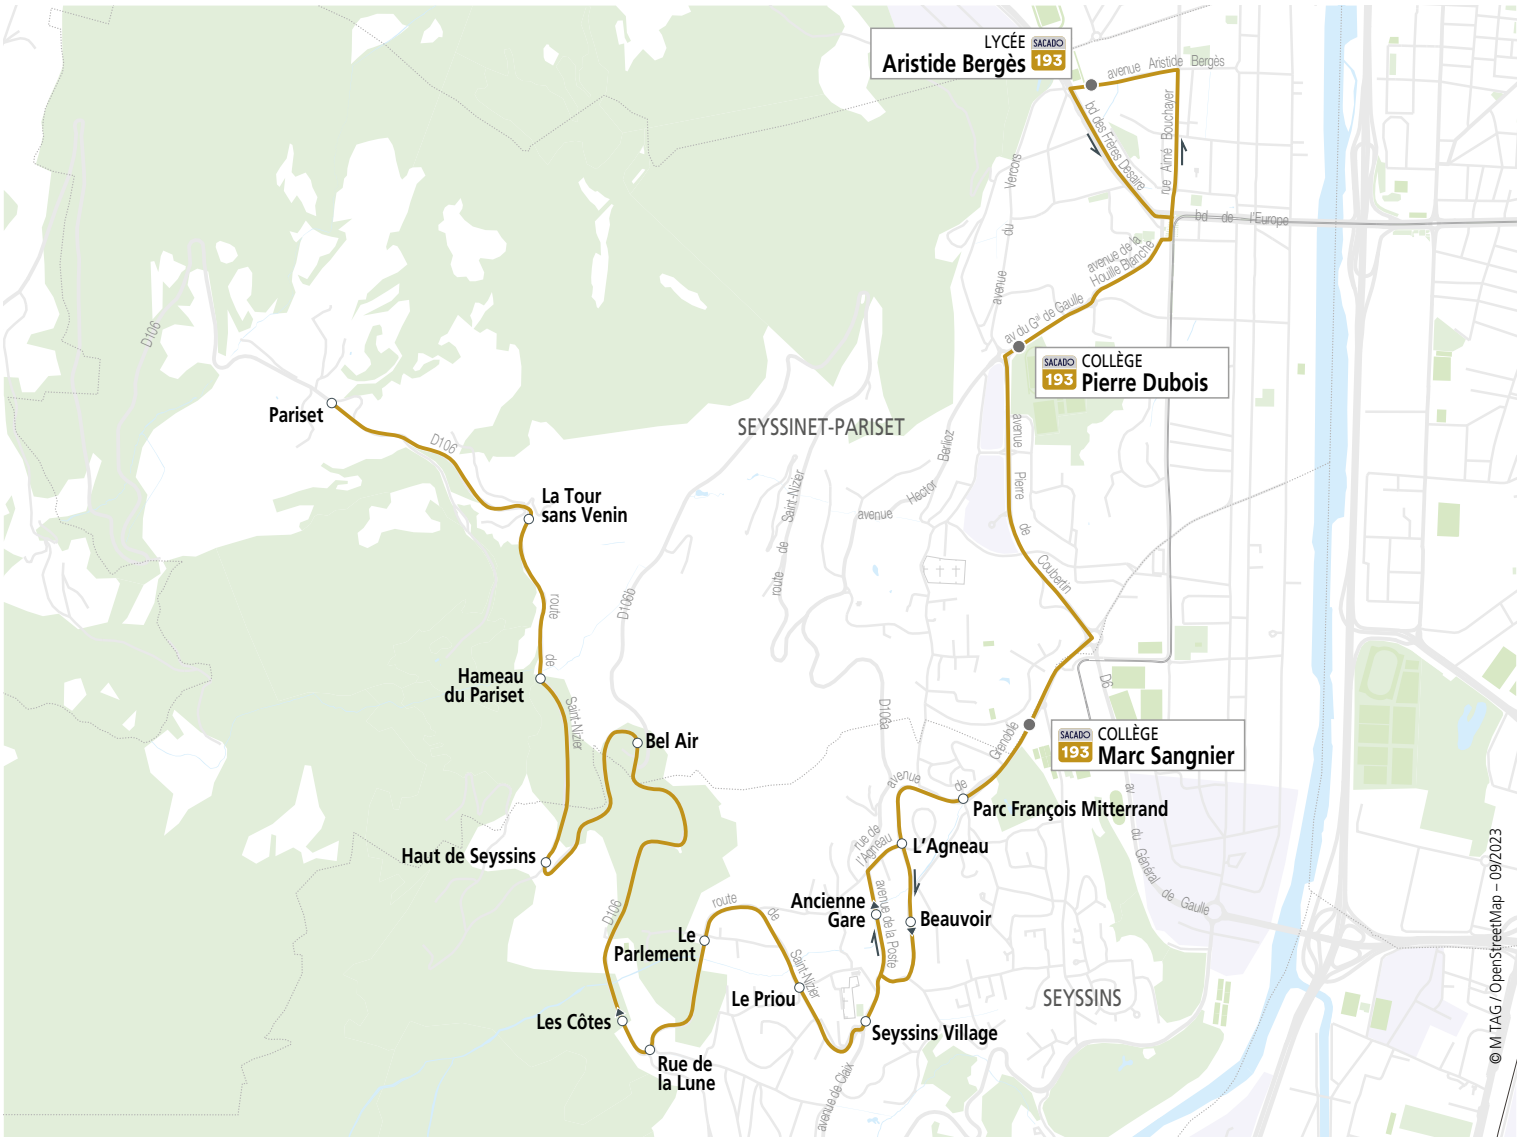 LYCÉE
Aristide Bergès
SACADO
193
avenue Aristide Bergès
bd des Frères Desaire
rue Aimé Bouchayer
bd de l'Europe
avenue de la
Houille Blanche
av du Gal de Gaulle
avenue du Vercors
SACADO
193
COLLÈGE
Pierre Dubois
D106
Pariset
D106
SEYSSINET-PARISET
avenue Pierre de Coubertin
avenue Hector Berlioz
route de Saint-Nizier
La Tour
sans Venin
D106b
route de Saint-Nizier
Hameau
du Pariset
D106a
D6
Bel Air
SACADO
193
COLLÈGE
Marc Sangnier
avenue de Grenoble
Parc François Mitterrand
av du Général de Gaulle
rue de
l'Agneau
L'Agneau
Haut de Seyssins
D106
route de Saint-Nizier
Ancienne
Gare
avenue de la Poste
Beauvoir
Le
Parlement
Le Priou
SEYSSINS
Les Côtes
Seyssins Village
Rue de
la Lune
avenue de Claix
© M TAG / OpenStreetMap – 09/2023